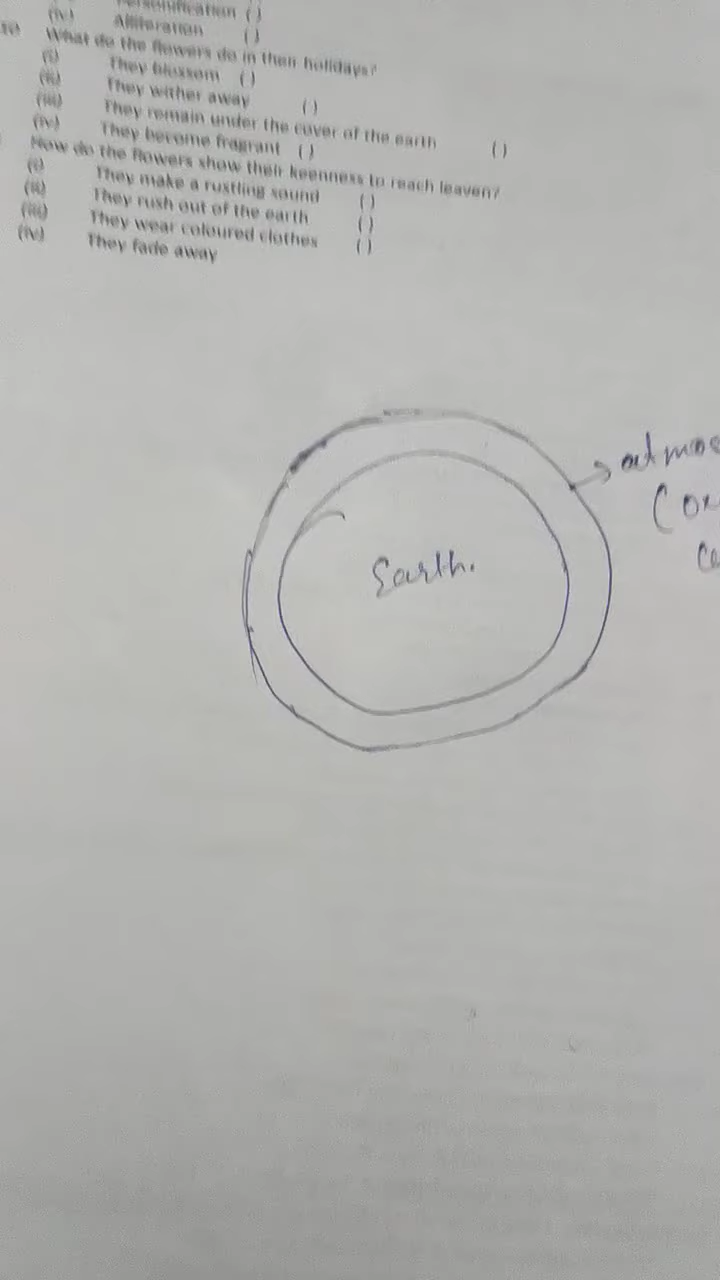 Personification ( )
(iv) Alliteration ( )
10 What do the flowers do in their holidays?
(i) They blossom ( )
(ii) They wither away ( )
(iii) They remain under the cover of the earth ( )
(iv) They become fragrant ( )
How do the flowers show their keenness to reach leaven?
(i) They make a rustling sound ( )
(ii) They rush out of the earth ( )
(iii) They wear coloured clothes ( )
(iv) They fade away
Earth.